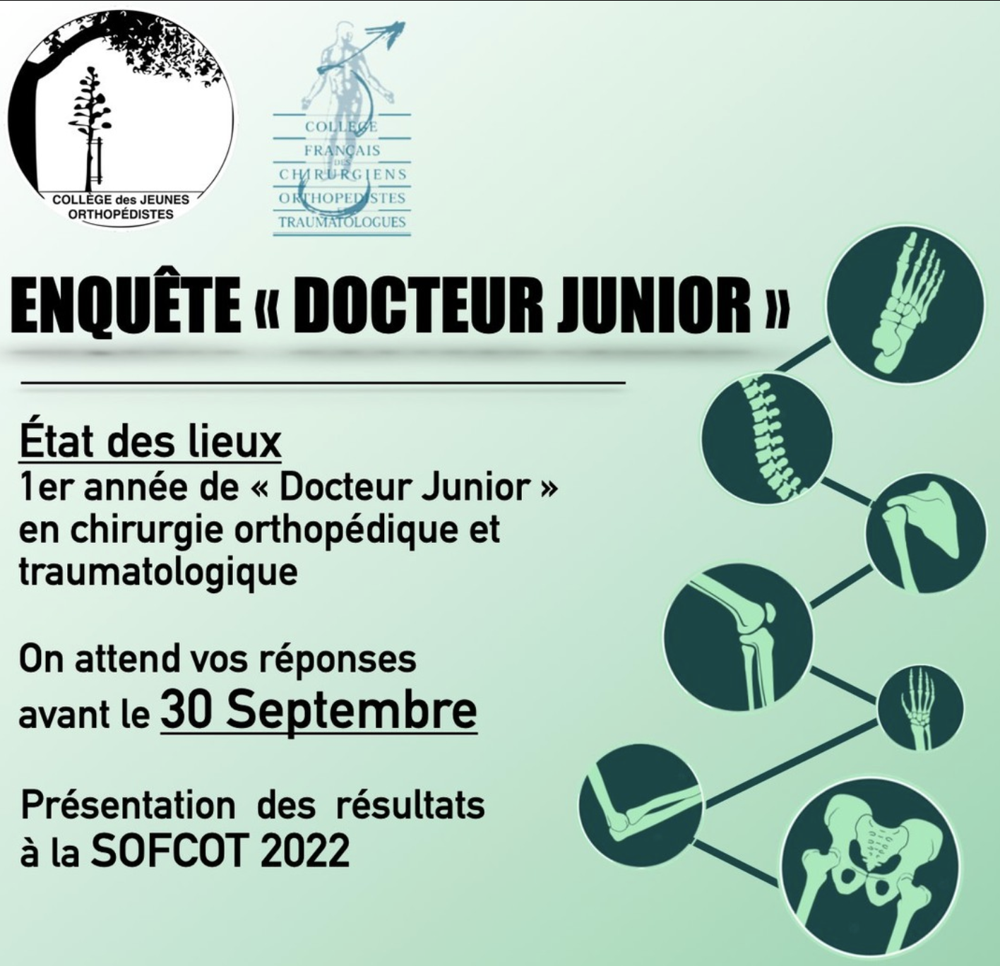 COLLÈGE des JEUNES
ORTHOPÉDISTES
COLLEGE
FRANÇAIS
DES
CHIRURGIENS
ORTHOPEDISTES
ET
TRAUMATOLOGUES
ENQUÊTE « DOCTEUR JUNIOR »
État des lieux
1er année de « Docteur Junior »
en chirurgie orthopédique et
traumatologique
On attend vos réponses
avant le 30 Septembre
Présentation des résultats
à la SOFCOT 2022